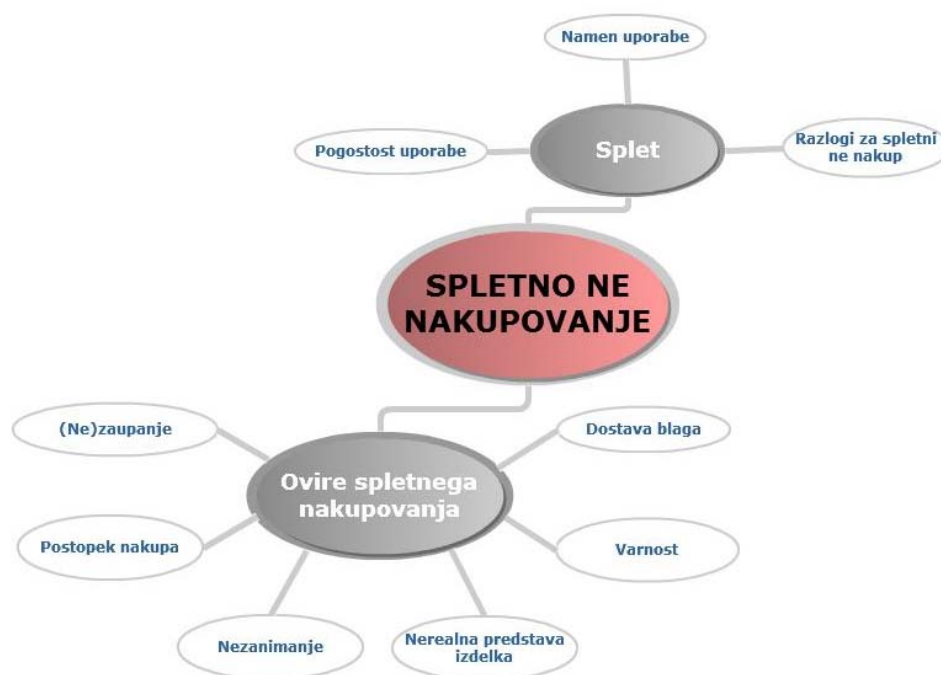 Namen uporabe
Splet
Pogostost uporabe
Razlogi za spletni
ne nakup
SPLETNO NE
NAKUPOVANJE
(Ne)zaupanje
Dostava blaga
Ovire spletnega
nakupovanja
Postopek nakupa
Varnost
Nezanimanje
Nerealna predstava
izdelka